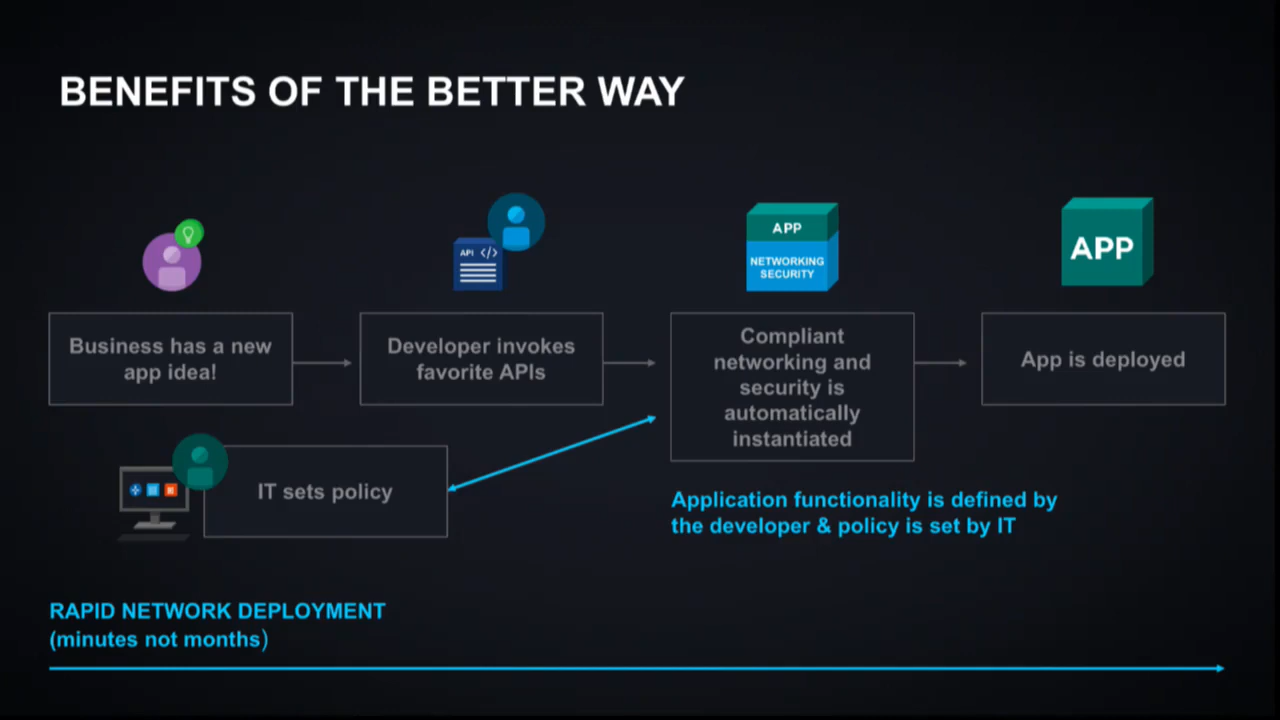 BENEFITS OF THE BETTER WAY
API </>
APP
NETWORKING
SECURITY
APP
Business has a new
app idea!
Developer invokes
favorite APIs
Compliant
networking and
security is
automatically
instantiated
App is deployed
IT sets policy
Application functionality is defined by
the developer & policy is set by IT
RAPID NETWORK DEPLOYMENT
(minutes not months)